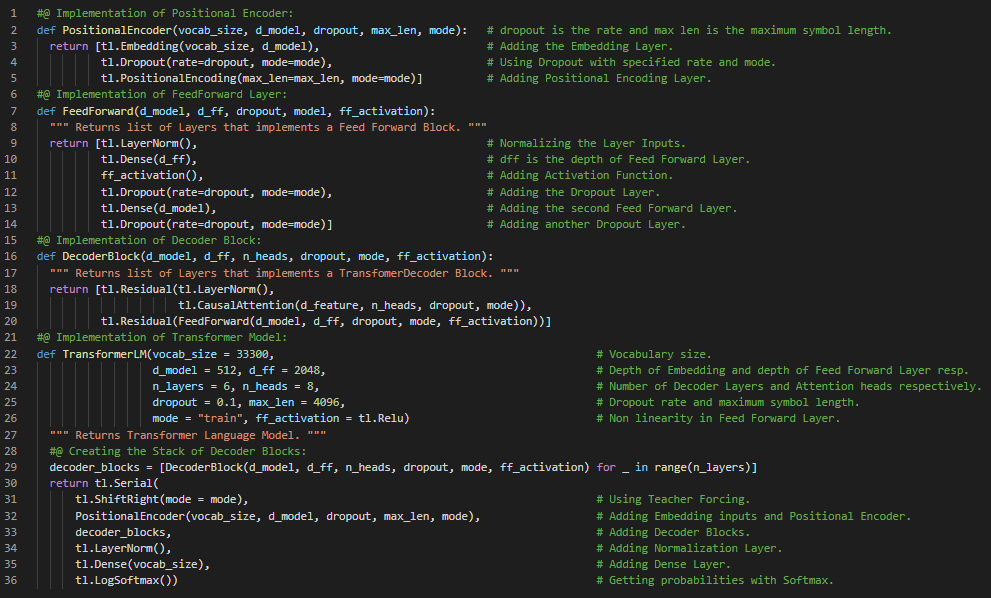 1 #@ Implementation of Positional Encoder:
2 def PositionalEncoder(vocab_size, d_model, dropout, max_len, mode): # dropout is the rate and max len is the maximum symbol length.
3 return [tl.Embedding(vocab_size, d_model), # Adding the Embedding Layer.
4 tl.Dropout(rate=dropout, mode=mode), # Using Dropout with specified rate and mode.
5 tl.PositionalEncoding(max_len=max_len, mode=mode)] # Adding Positional Encoding Layer.
6 #@ Implementation of FeedForward Layer:
7 def FeedForward(d_model, d_ff, dropout, model, ff_activation):
8 """ Returns list of Layers that implements a Feed Forward Block. """
9 return [tl.LayerNorm(), # Normalizing the Layer Inputs.
10 tl.Dense(d_ff), # dff is the depth of Feed Forward Layer.
11 ff_activation(), # Adding Activation Function.
12 tl.Dropout(rate=dropout, mode=mode), # Adding the Dropout Layer.
13 tl.Dense(d_model), # Adding the second Feed Forward Layer.
14 tl.Dropout(rate=dropout, mode=mode)] # Adding another Dropout Layer.
15 #@ Implementation of Decoder Block:
16 def DecoderBlock(d_model, d_ff, n_heads, dropout, mode, ff_activation):
17 """ Returns list of Layers that implements a TransfomerDecoder Block. """
18 return [tl.Residual(tl.LayerNorm(),
19 tl.CausalAttention(d_feature, n_heads, dropout, mode)),
20 tl.Residual(FeedForward(d_model, d_ff, dropout, mode, ff_activation))]
21 #@ Implementation of Transformer Model:
22 def TransformerLM(vocab_size = 33300, # Vocabulary size.
23 d_model = 512, d_ff = 2048, # Depth of Embedding and depth of Feed Forward Layer resp.
24 n_layers = 6, n_heads = 8, # Number of Decoder Layers and Attention heads respectively.
25 dropout = 0.1, max_len = 4096, # Dropout rate and maximum symbol length.
26 mode = "train", ff_activation = tl.Relu) # Non linearity in Feed Forward Layer.
27 """ Returns Transformer Language Model. """
28 #@ Creating the Stack of Decoder Blocks:
29 decoder_blocks = [DecoderBlock(d_model, d_ff, n_heads, dropout, mode, ff_activation) for _ in range(n_layers)]
30 return tl.Serial(
31 tl.ShiftRight(mode = mode), # Using Teacher Forcing.
32 PositionalEncoder(vocab_size, d_model, dropout, max_len, mode), # Adding Embedding inputs and Positional Encoder.
33 decoder_blocks, # Adding Decoder Blocks.
34 tl.LayerNorm(), # Adding Normalization Layer.
35 tl.Dense(vocab_size), # Adding Dense Layer.
36 tl.LogSoftmax()) # Getting probabilities with Softmax.